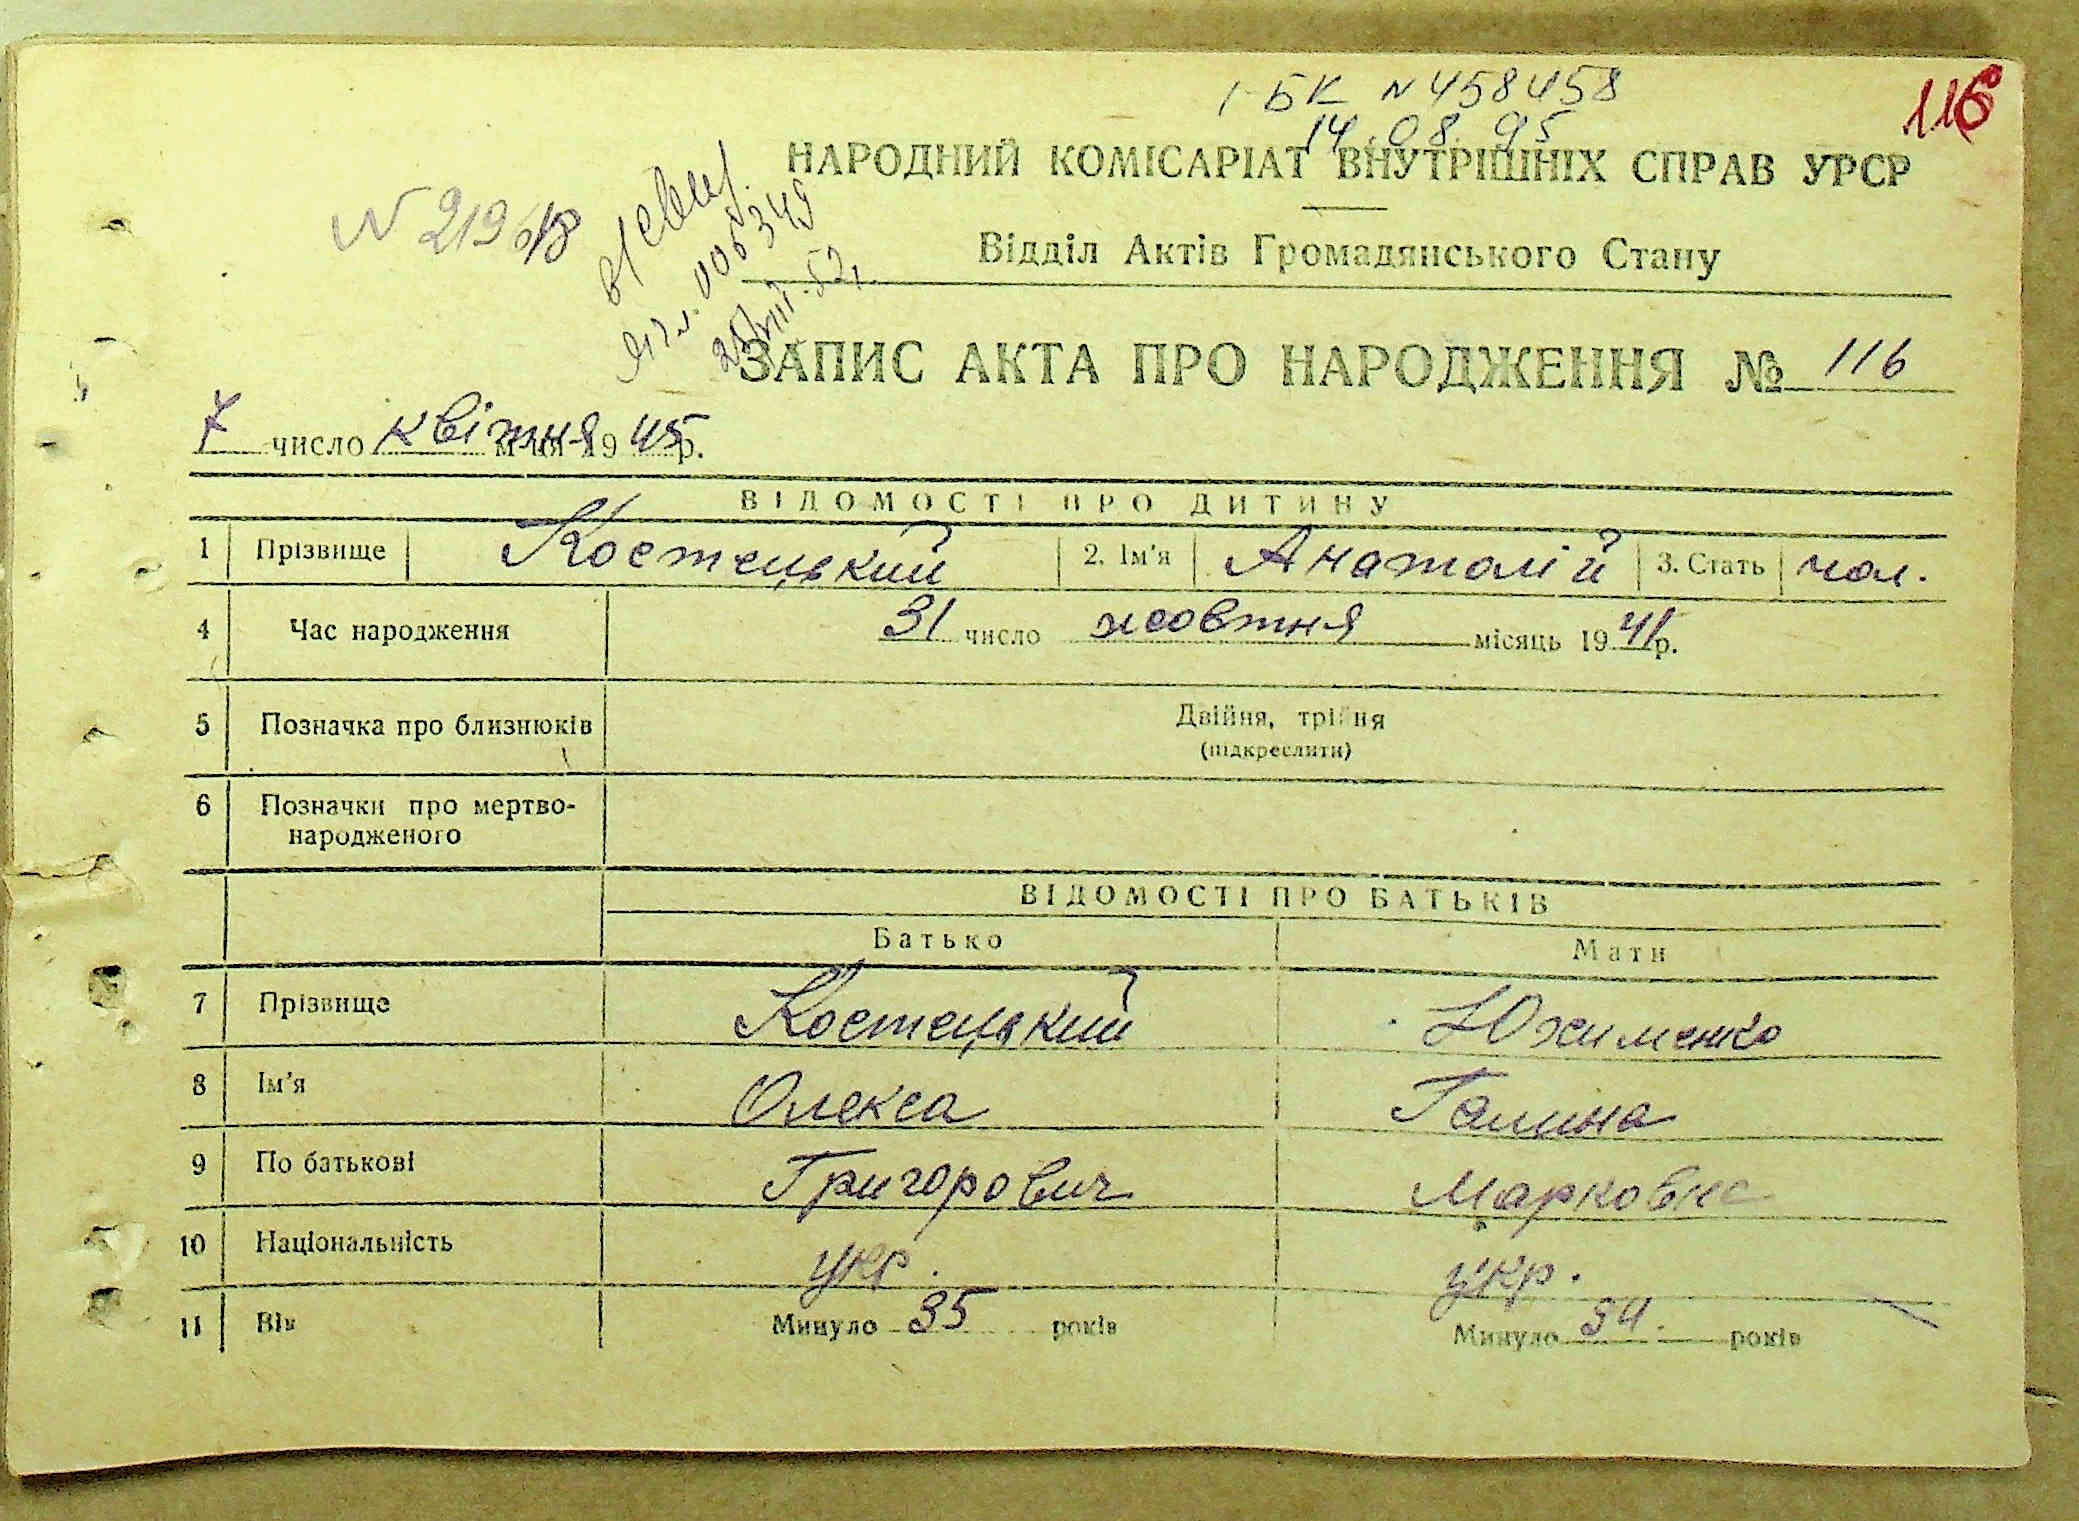 І-БК N 458458
116
14.08.95
НАРОДНИЙ КОМІСАРІАТ ВНУТРІШНІХ СПРАВ УРСР
N 219
Відділ Актів Громадянського Стану
ЗАПИС АКТА ПРО НАРОДЖЕННЯ № 116
7 число квітня м-ця 1945 р.
ВІДОМОСТІ ПРО ДИТИНУ
1 Прізвище Костецький 2. Ім'я Анатолій 3. Стать чол.
4 Час народження 31 число жовтня місяць 1941 р.
5 Позначка про близнюків Двійня, трійня
(підкреслити)
6 Позначки про мертво-
народженого
ВІДОМОСТІ ПРО БАТЬКІВ
Батько Мати
7 Прізвище Костецький Юхименко
8 Ім'я Олекса Галина
9 По батькові Григорович Марковна
10 Національність укр. укр.
11 Вік Минуло 35 років Минуло 34 років